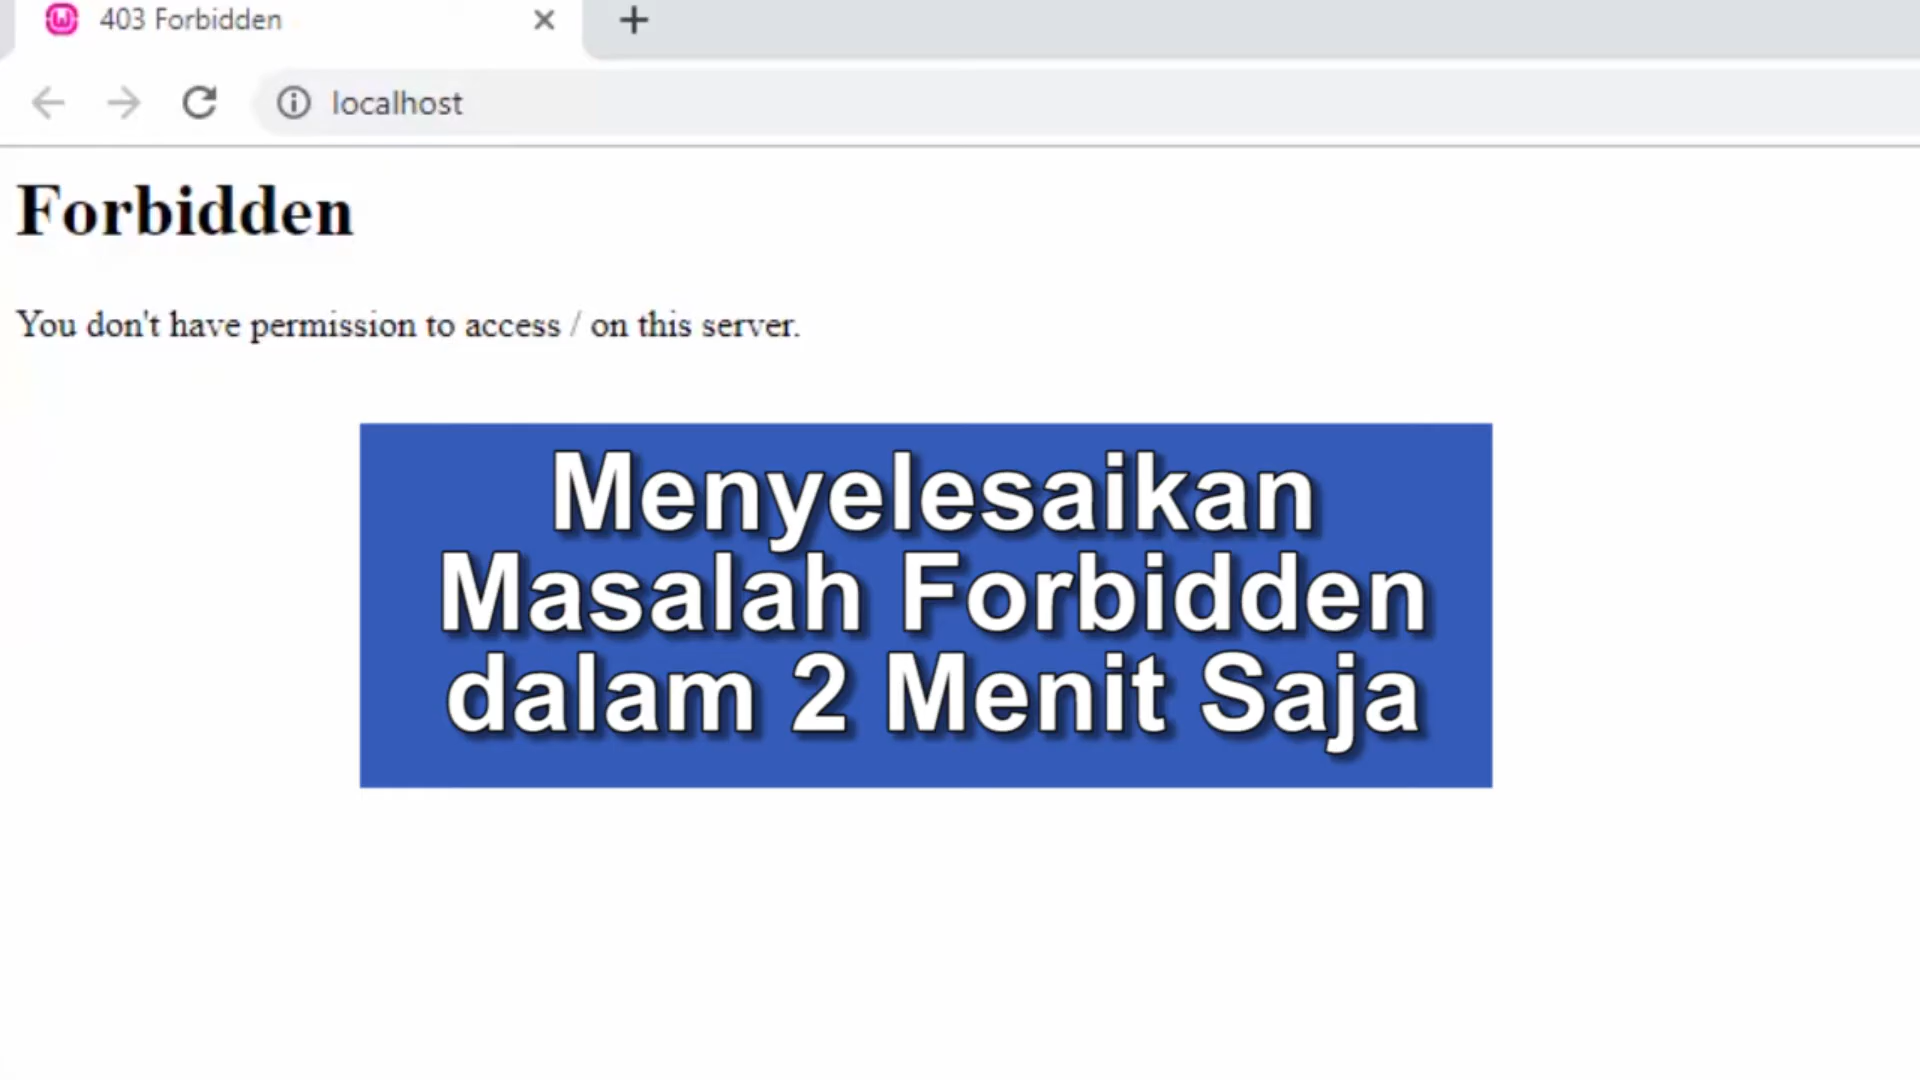 403 Forbidden
localhost
Forbidden
You don't have permission to access / on this server.
Menyelesaikan
Masalah Forbidden
dalam 2 Menit Saja